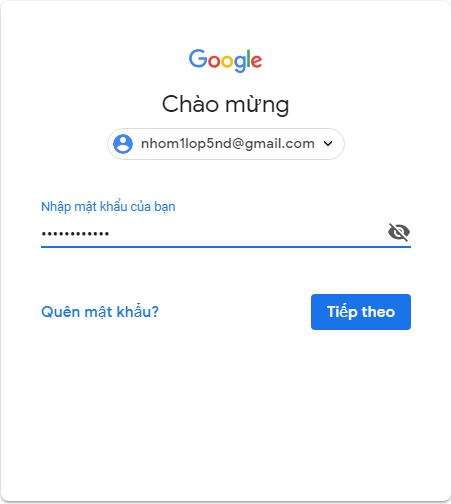 Google
Chào mừng
nhom1lop5nd@gmail.com
Nhập mật khẩu của bạn
••••••••••••
Quên mật khẩu?
Tiếp theo